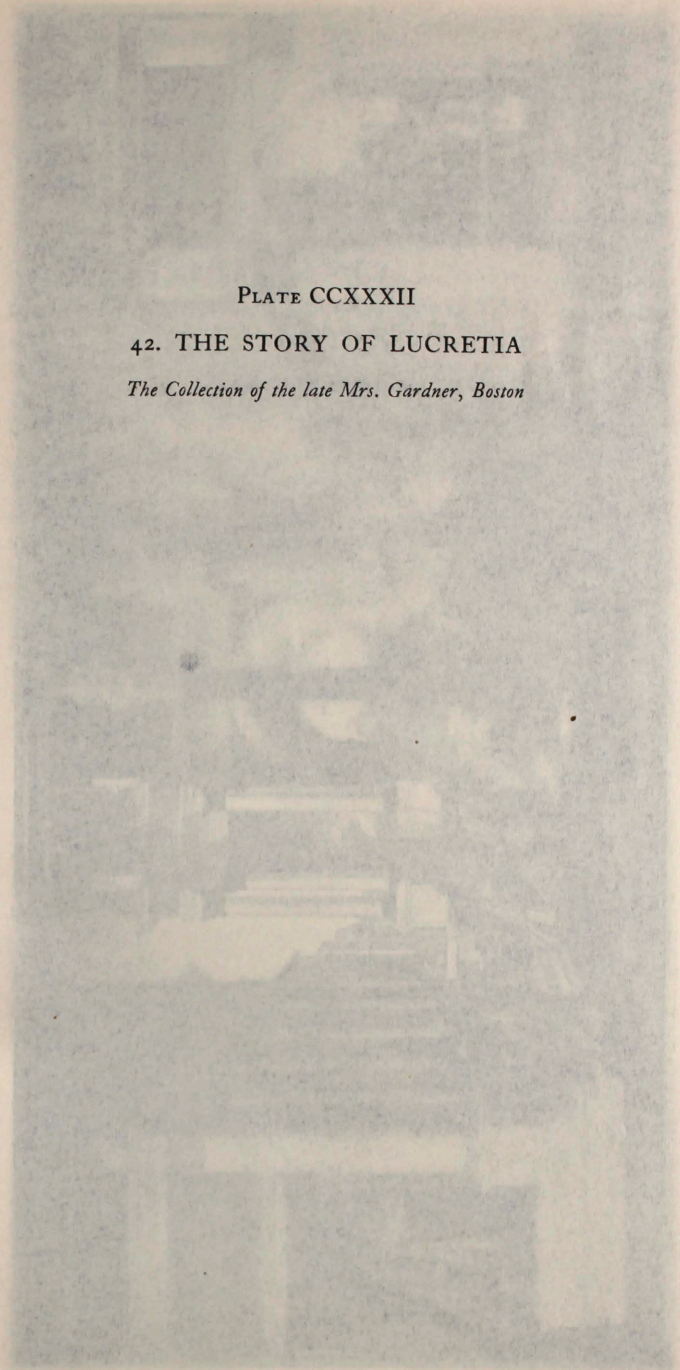 PLATE CCXXXII
42. THE STORY OF LUCRETIA
The Collection of the late Mrs. Gardner, Boston